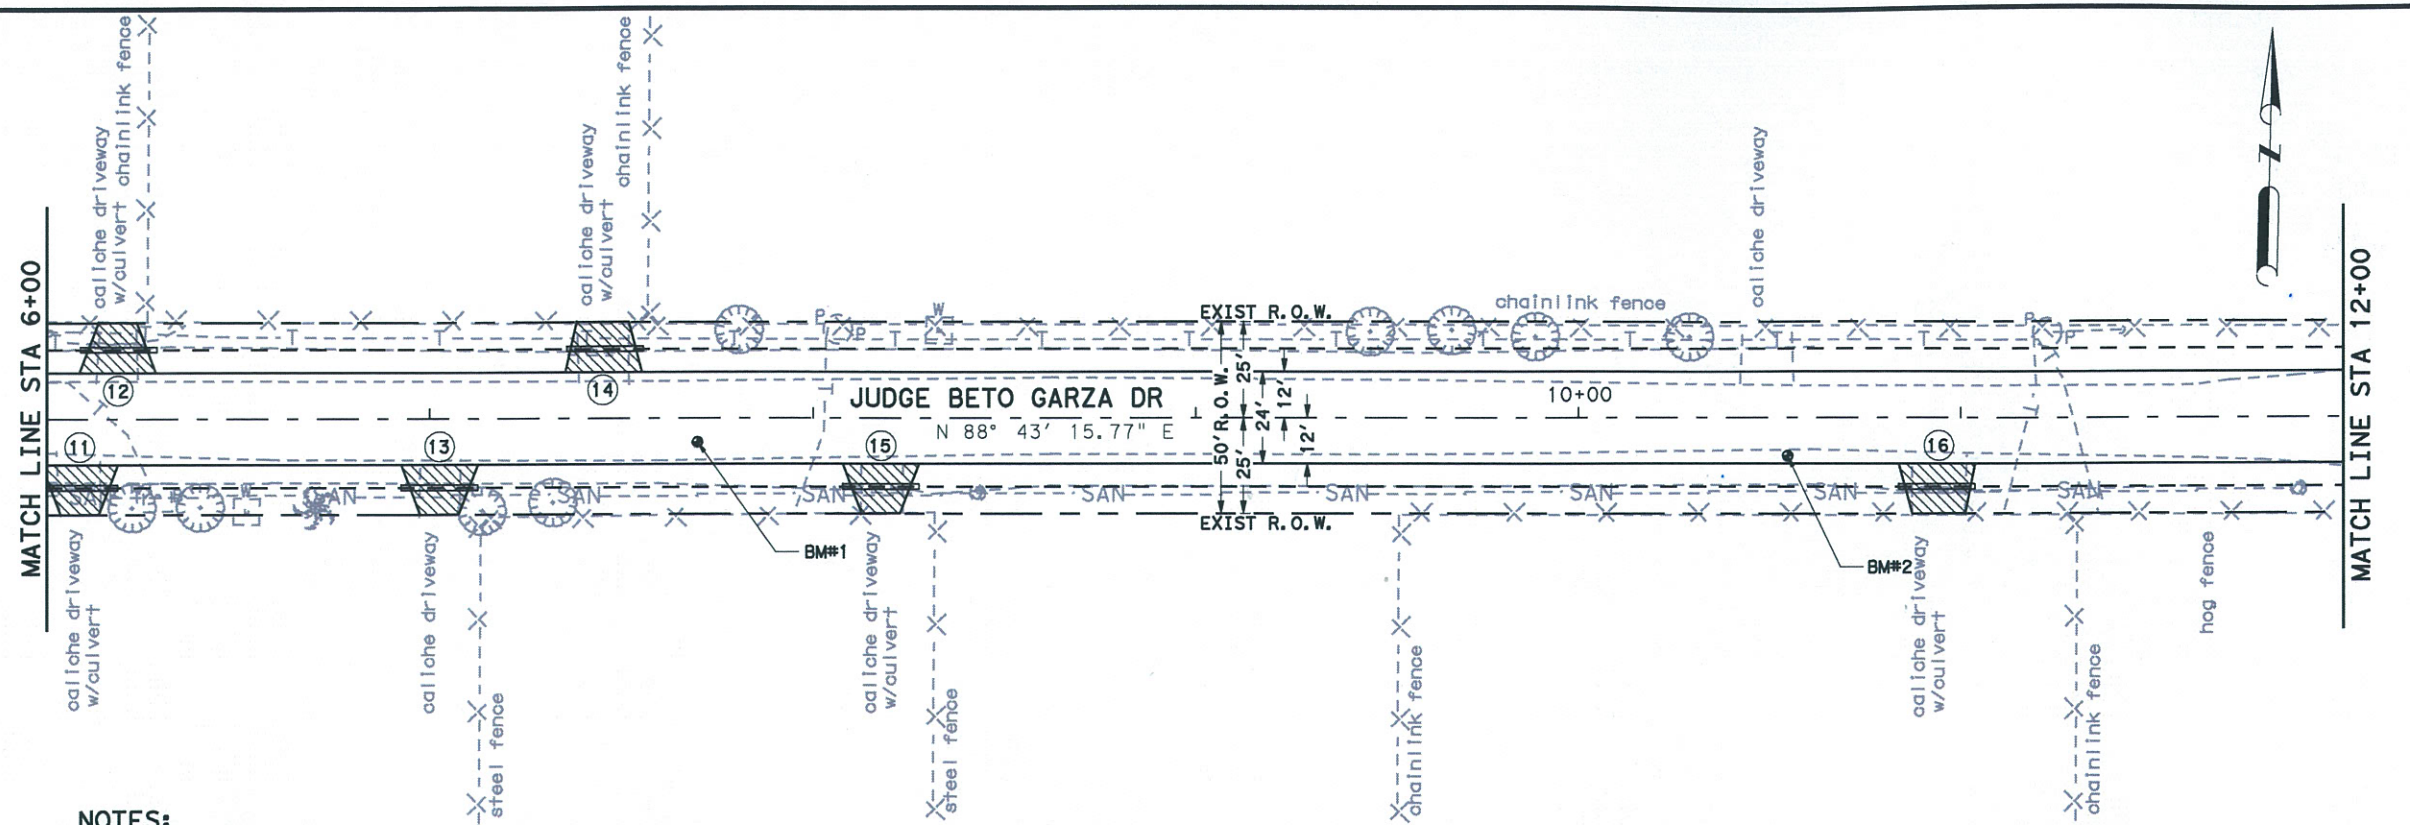 caliche driveway
w/culvert
chainlink fence
caliche driveway
w/culvert
chainlink fence
caliche driveway
chainlink fence
N
MATCH LINE STA 6+00
MATCH LINE STA 12+00
EXIST R.O.W.
P
P
W
P
P
T
T
T
T
T
T
T
T
T
T
12
14
JUDGE BETO GARZA DR
N 88° 43' 15.77" E
10+00
50' R.O.W.
25'
25'
24'
12'
12'
11
13
15
16
W
T
SAN
SAN
SAN
SAN
SAN
SAN
SAN
SAN
EXIST R.O.W.
BM#1
BM#2
caliche driveway
w/culvert
caliche driveway
steel fence
caliche driveway
w/culvert
steel fence
chainlink fence
caliche driveway
w/culvert
chainlink fence
hog fence
NOTES: